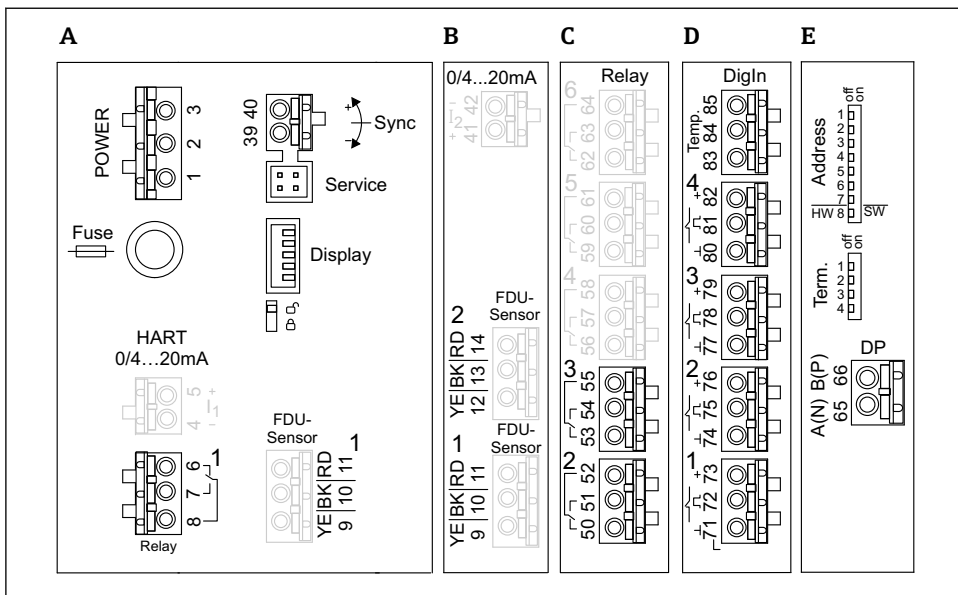 A
B
C
D
E
POWER
3
2
1
39 40
+
-
Sync
Service
Fuse
Display
HART
0/4...20mA
5 +
I1
4 -
6
7
8
1
Relay
FDU-
Sensor
1
YE|BK|RD
9 |10|11
0/4...20mA
- 42
I2
+ 41
2
FDU-
Sensor
YE|BK|RD
12|13|14
1
FDU-
Sensor
YE|BK|RD
9 |10|11
Relay
6
62 63 64
5
59 60 61
4
56 57 58
3
53 54 55
2
50 51 52
DigIn
Temp.
83 84 85
4
80 81 + 82
3
77 78 + 79
2
74 75 + 76
1
71 72 + 73
off
on
Address
1
2
3
4
5
6
7
HW 8 SW
off
on
Term.
1
2
3
4
DP
A(N) B(P)
65 66